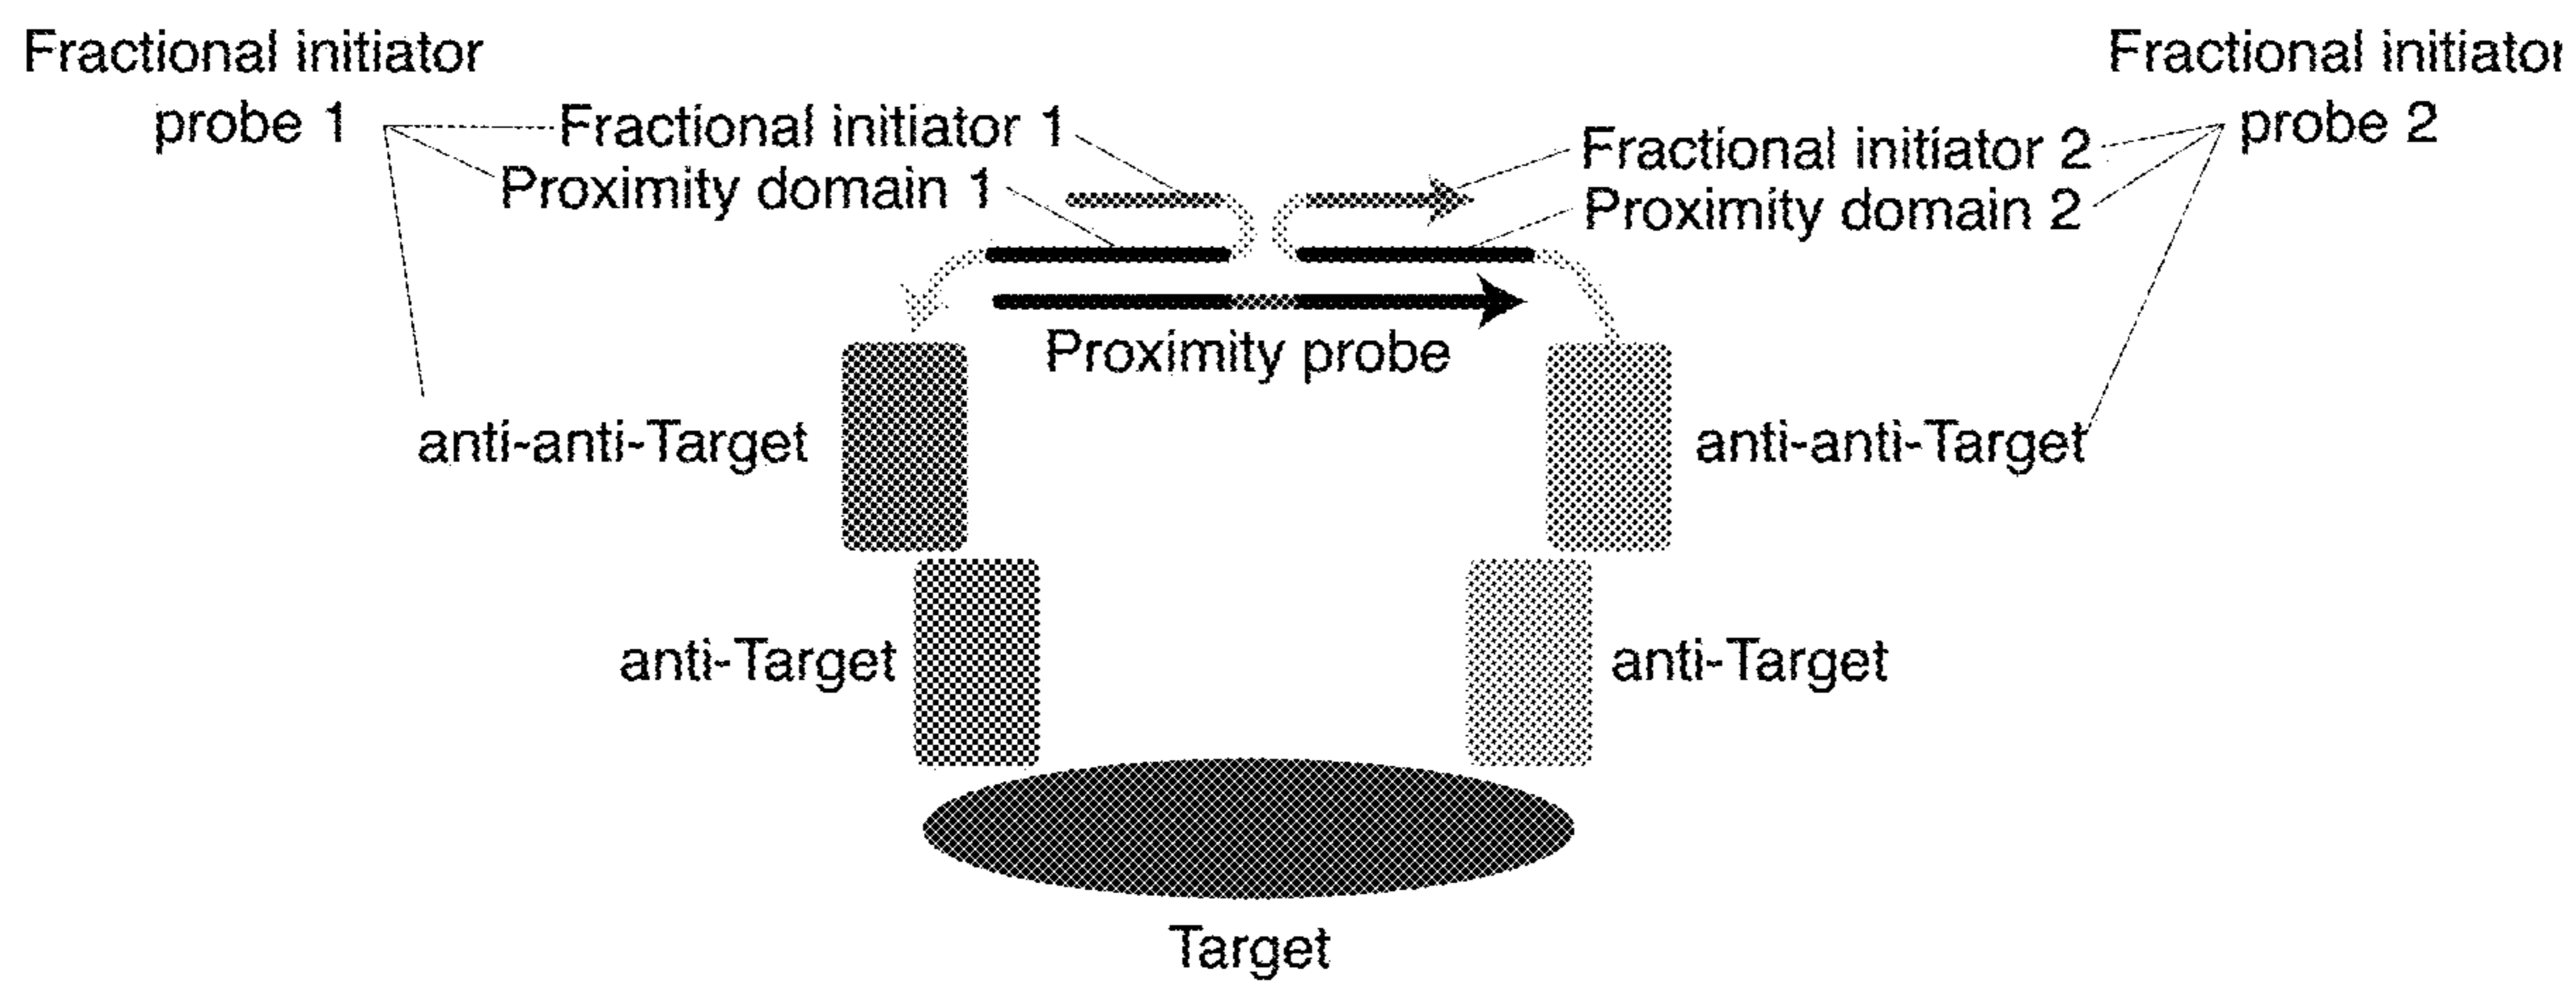 Fractional initiator
probe 1
Fractional initiator 1
Proximity domain 1
Fractional initiator
probe 2
Fractional initiator 2
Proximity domain 2
Proximity probe
anti-anti-Target
anti-anti-Target
anti-Target
anti-Target
Target